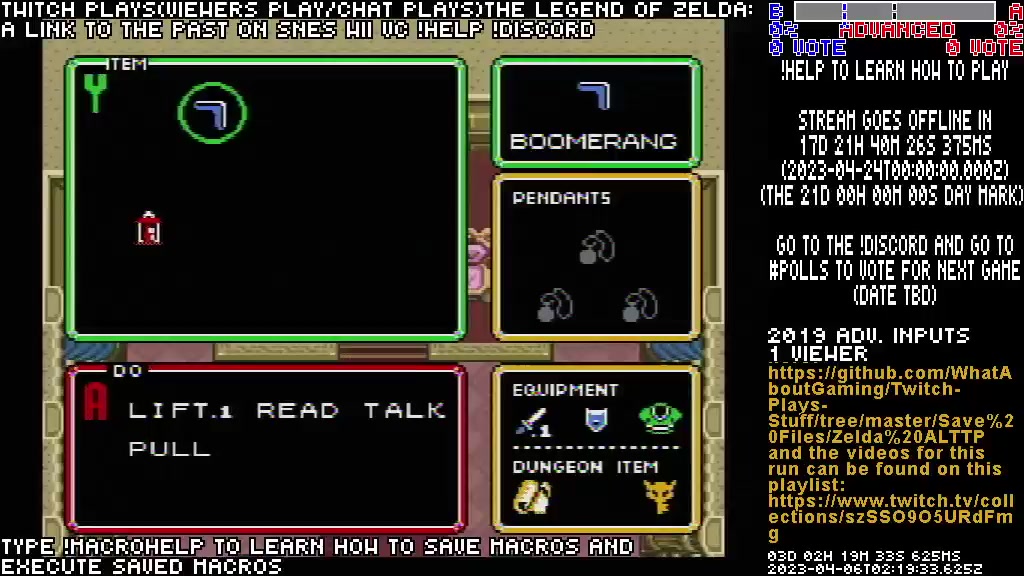 TWITCH PLAYS(VIEWERS PLAY/CHAT PLAYS)THE LEGEND OF ZELDA:
A LINK TO THE PAST ON SNES WII VC !HELP !DISCORD
ITEM
Y
BOOMERANG
PENDANTS
DO
A
LIFT.1 READ TALK
PULL
EQUIPMENT
1
DUNGEON ITEM
TYPE !MACROHELP TO LEARN HOW TO SAVE MACROS AND
EXECUTE SAVED MACROS
B A
0% ADVANCED 0%
0 VOTE 0 VOTE
!HELP TO LEARN HOW TO PLAY
STREAM GOES OFFLINE IN
17D 21H 40M 26S 375MS
(2023-04-24T00:00:00.000Z)
(THE 21D 00H 00M 00S DAY MARK)
GO TO THE !DISCORD AND GO TO
#POLLS TO VOTE FOR NEXT GAME
(DATE TBD)
2019 ADV. INPUTS
1 VIEWER
https://github.com/WhatA
boutGaming/Twitch-
Plays-
Stuff/tree/master/Save%2
0Files/Zelda%20ALTTP
and the videos for this
run can be found on this
playlist:
https://www.twitch.tv/coll
ections/szSSO9O5URdFm
g
03D 02H 19M 33S 625MS
2023-04-06T02:19:33.625Z